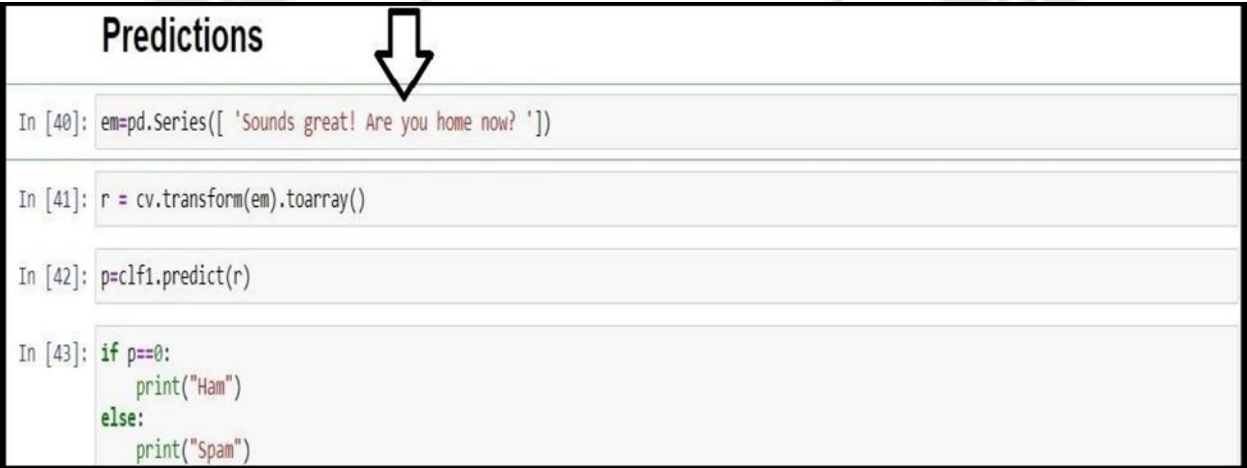 Predictions
In [40]: em=pd.Series([ 'Sounds great! Are you home now? '])
In [41]: r = cv.transform(em).toarray()
In [42]: p=clf1.predict(r)
In [43]: if p==0:
    print("Ham")
else:
    print("Spam")